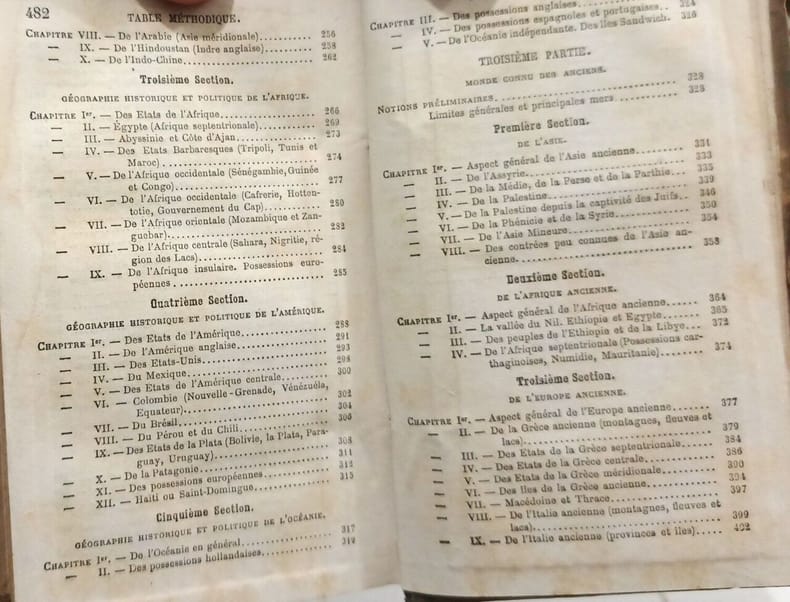 482
TABLE MÉTHODIQUE.
CHAPITRE VIII. — De l'Arabie (Asie méridionale)........... 256
— IX. — De l'Hindoustan (Indre anglaise)........... 258
— X. — De l'Indo-Chine........... 262
Troisième Section.
GÉOGRAPHIE HISTORIQUE ET POLITIQUE DE L'AFRIQUE.
CHAPITRE Ier. — Des Etats de l'Afrique........... 266
— II. — Égypte (Afrique septentrionale)........... 269
— III. — Abyssinie et Côte d'Ajan........... 273
— IV. — Des Etats Barbaresques (Tripoli, Tunis et
Maroc)........... 274
— V. — De l'Afrique occidentale (Sénégambie, Guinée
et Congo)........... 277
— VI. — De l'Afrique occidentale (Cafrerie, Hotten-
totie, Gouvernement du Cap)........... 280
— VII. — De l'Afrique orientale (Mozambique et Zan-
guebar)........... 282
— VIII. — De l'Afrique centrale (Sahara, Nigritie, ré-
gion des Lacs)........... 284
— IX. — De l'Afrique insulaire. Possessions euro-
péennes........... 285
Quatrième Section.
GÉOGRAPHIE HISTORIQUE ET POLITIQUE DE L'AMÉRIQUE.
CHAPITRE Ier. — Des Etats de l'Amérique........... 288
— II. — De l'Amérique anglaise........... 291
— III. — Des Etats-Unis........... 293
— IV. — Du Mexique........... 298
— V. — Des Etats de l'Amérique centrale........... 300
— VI. — Colombie (Nouvelle-Grenade, Vénézuéla,
Equateur)........... 302
— VII. — Du Brésil........... 304
— VIII. — Du Pérou et du Chili........... 306
— IX. — Des Etats de la Plata (Bolivie, la Plata, Para-
guay, Uruguay)........... 308
— X. — De la Patagonie........... 311
— XI. — Des possessions européennes........... 312
— XII. — Haïti ou Saint-Domingue........... 315
Cinquième Section.
GÉOGRAPHIE HISTORIQUE ET POLITIQUE DE L'OCÉANIE.
CHAPITRE Ier. — De l'Océanie en général........... 317
— II. — Des possessions hollandaises........... 319
CHAPITRE III. — Des possessions anglaises........... 324
— IV. — Des possessions espagnoles et portugaises..
— V. — De l'Océanie indépendante. Des îles Sandwich. 326
TROISIÈME PARTIE.
MONDE CONNU DES ANCIENS.
NOTIONS PRÉLIMINAIRES........... 328
Limites générales et principales mers........... 328
Première Section.
DE L'ASIE.
CHAPITRE Ier. — Aspect général de l'Asie ancienne........... 331
— II. — De l'Assyrie........... 333
— III. — De la Médie, de la Perse et de la Parthie... 335
— IV. — De la Palestine........... 339
— V. — De la Palestine depuis la captivité des Juifs.. 346
— VI. — De la Phénicie et de la Syrie........... 350
— VII. — De l'Asie Mineure........... 354
— VIII. — Des contrées peu connues de l'Asie an-
cienne........... 358
Deuxième Section.
DE L'AFRIQUE ANCIENNE.
CHAPITRE Ier. — Aspect général de l'Afrique ancienne....... 364
— II. — La vallée du Nil. Ethiopie et Egypte....... 365
— III. — Des peuples de l'Ethiopie et de la Libye... 372
— IV. — De l'Afrique septentrionale (Possessions car-
thaginoises, Numidie, Mauritanie)........... 374
Troisième Section.
DE L'EUROPE ANCIENNE.
CHAPITRE Ier. — Aspect général de l'Europe ancienne....... 377
— II. — De la Grèce ancienne (montagnes, fleuves et
lacs)........... 379
— III. — Des Etats de la Grèce septentrionale....... 384
— IV. — Des Etats de la Grèce centrale........... 386
— V. — Des Etats de la Grèce méridionale........... 390
— VI. — Des îles de la Grèce ancienne........... 394
— VII. — Macédoine et Thrace........... 397
— VIII. — De l'Italie ancienne (montagnes, fleuves et
lacs)........... 399
— IX. — De l'Italie ancienne (provinces et îles)..... 402